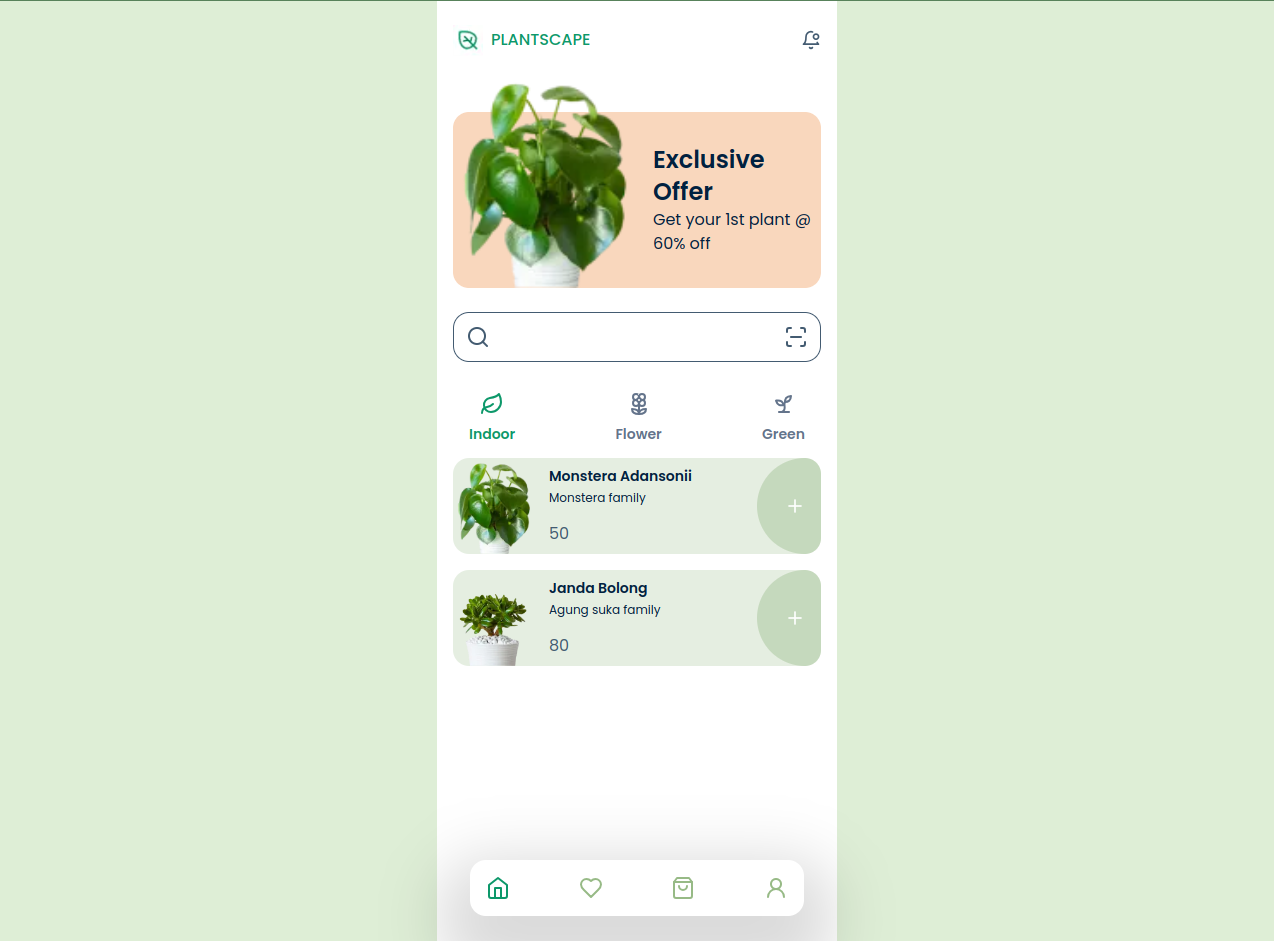 PLANTSCAPE
Exclusive
Offer
Get your 1st plant @
60% off
Indoor
Flower
Green
Monstera Adansonii
Monstera family
50
Janda Bolong
Agung suka family
80